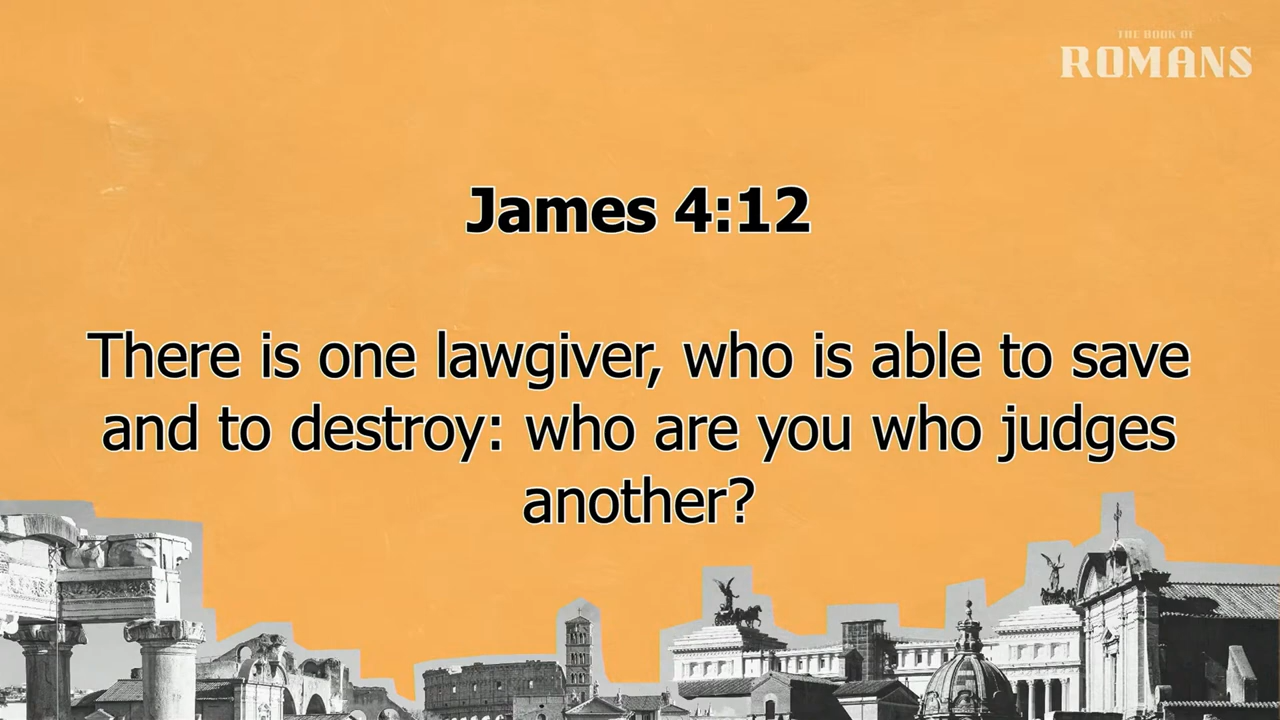 THE BOOK OF
ROMANS
James 4:12
There is one lawgiver, who is able to save
and to destroy: who are you who judges
another?